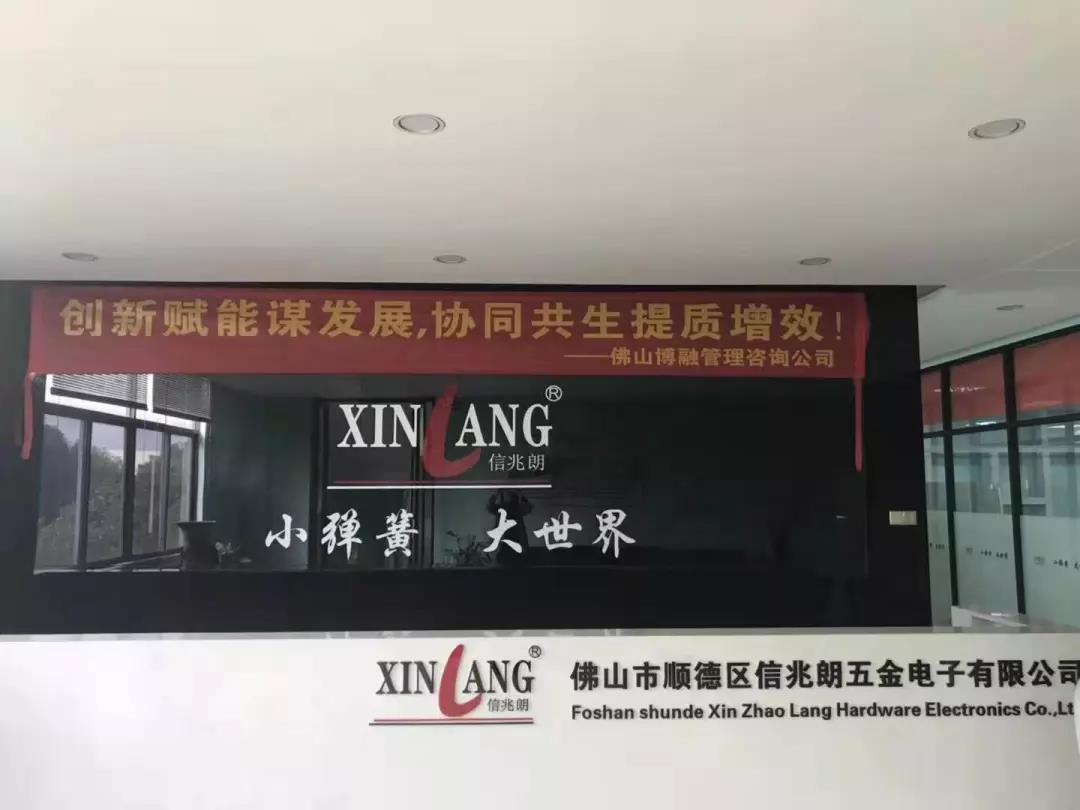 创新赋能谋发展,协同共生提质增效!
——佛山博融管理咨询公司
XINLANG®
信兆朗
小弹簧 大世界
XINLANG®
信兆朗
佛山市顺德区信兆朗五金电子有限公司
Foshan shunde Xin Zhao Lang Hardware Electronics Co.,Lt